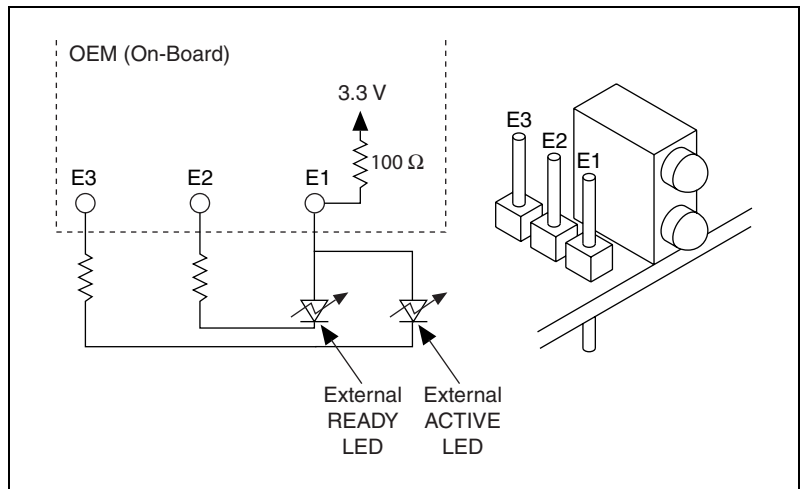 OEM (On-Board)
3.3 V
100 Ω
E3
E2
E1
External
READY
LED
External
ACTIVE
LED
E3
E2
E1